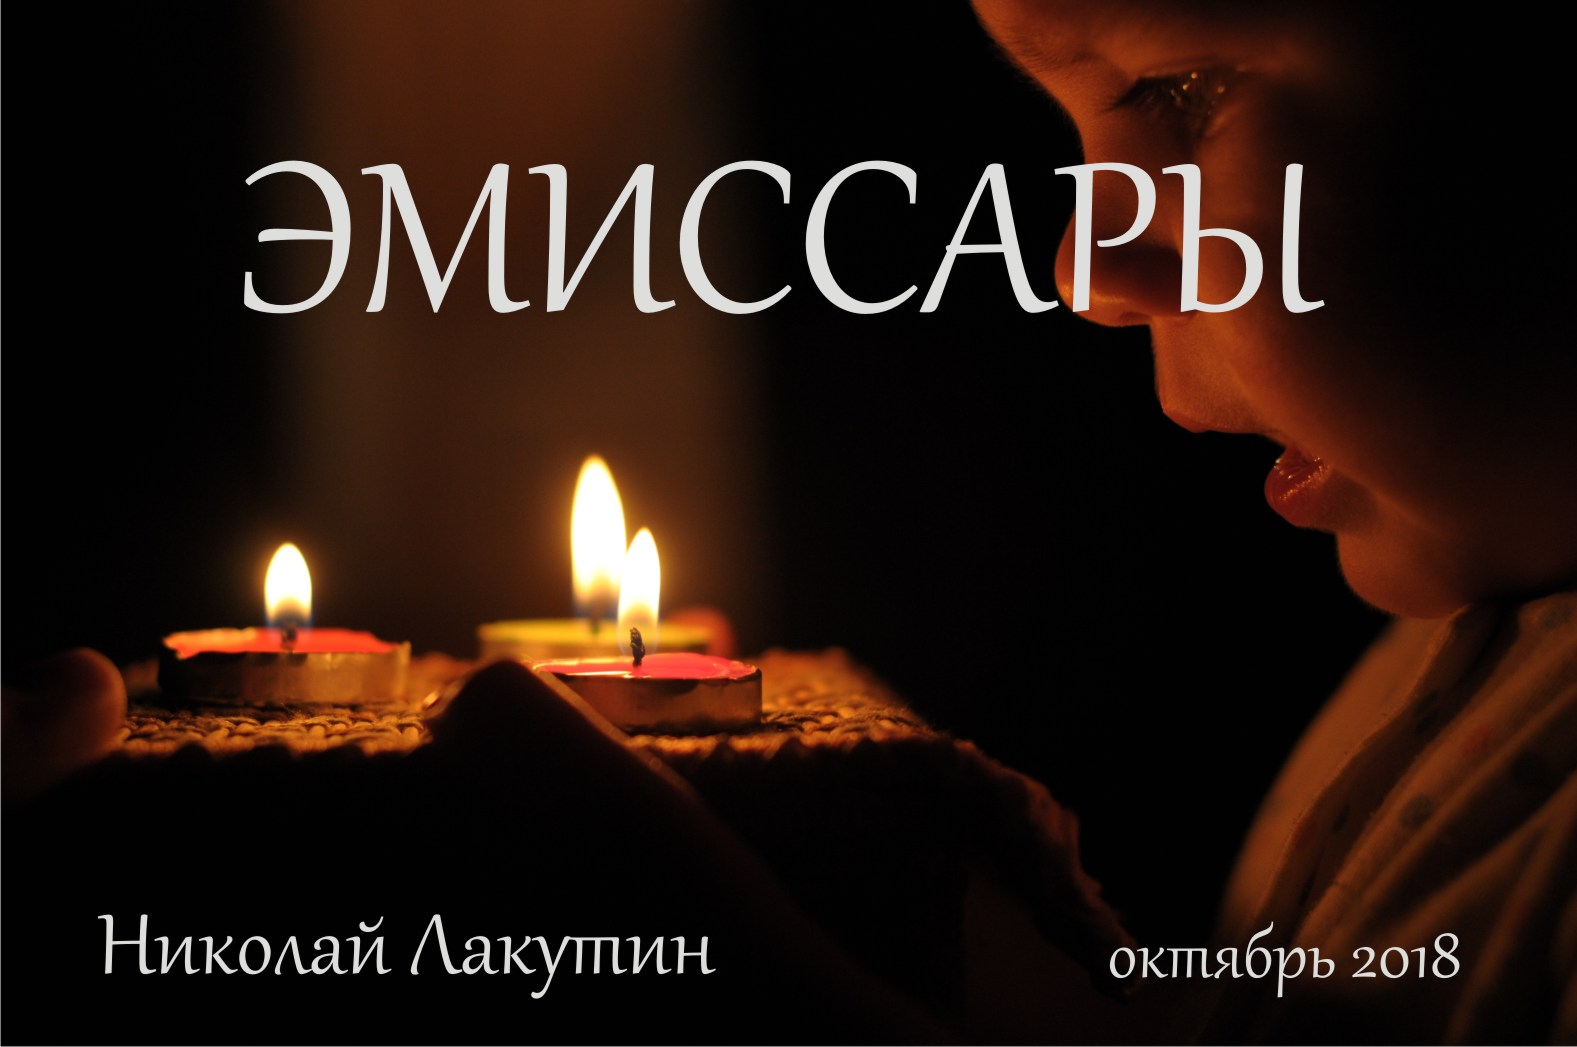 ЭМИССАРЫ
Николай Лакутин
октябрь 2018